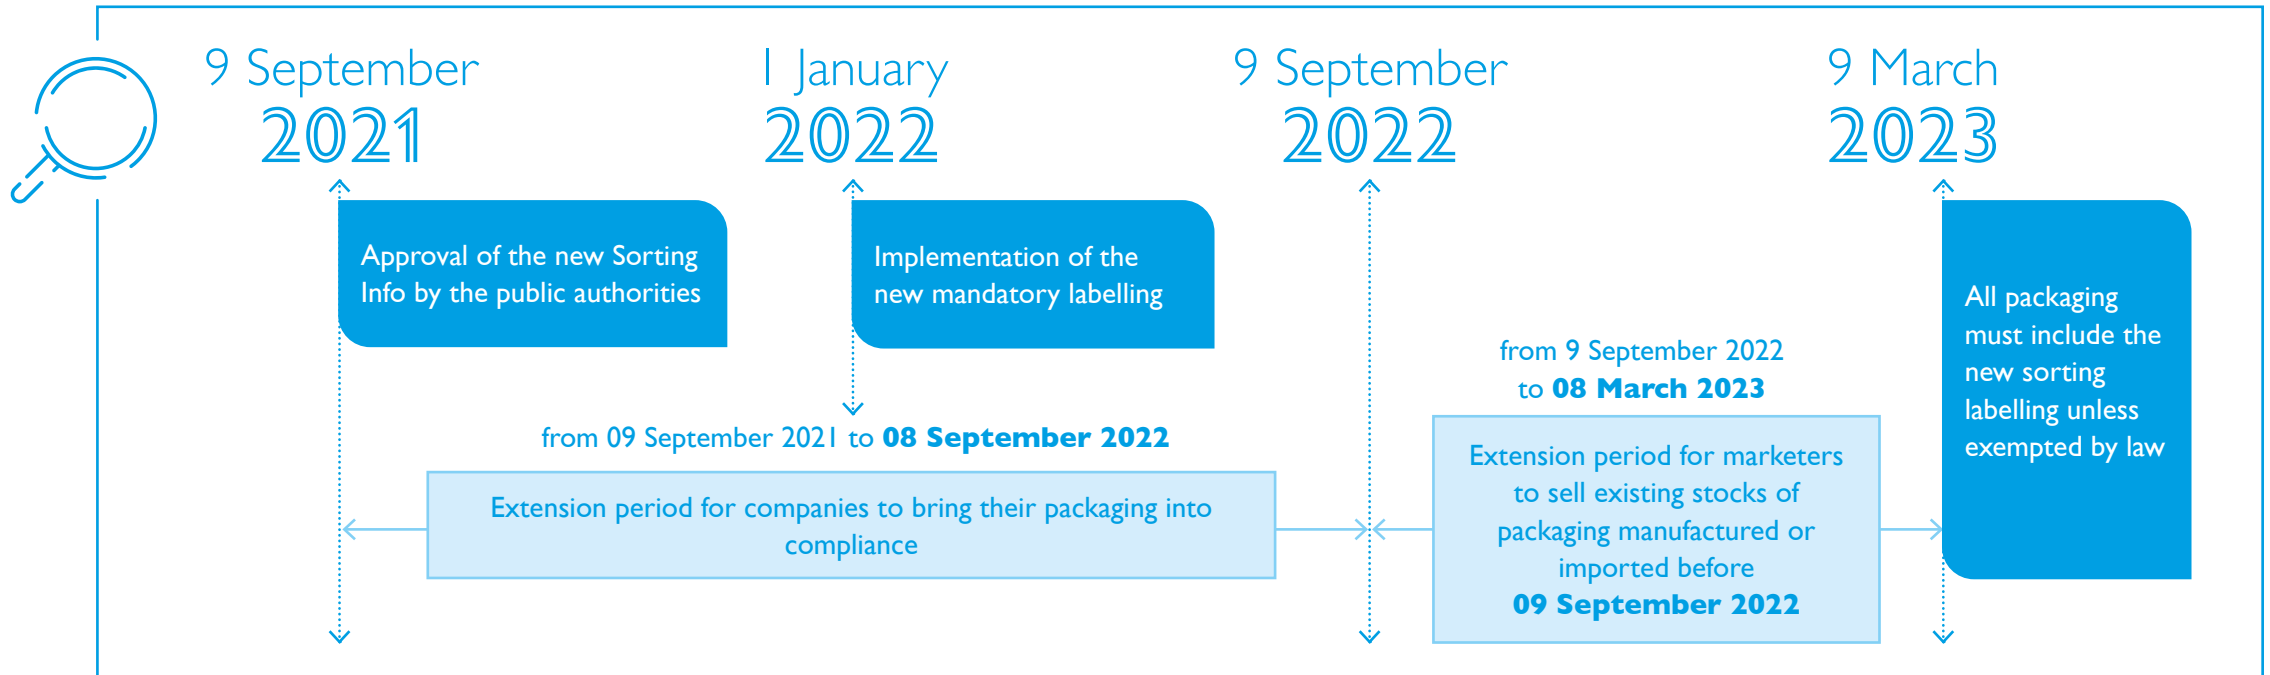 9 September
2021
1 January
2022
9 September
2022
9 March
2023
Approval of the new Sorting
Info by the public authorities
Implementation of the
new mandatory labelling
All packaging
must include the
new sorting
labelling unless
exempted by law
from 09 September 2021 to 08 September 2022
Extension period for companies to bring their packaging into
compliance
from 9 September 2022
to 08 March 2023
Extension period for marketers
to sell existing stocks of
packaging manufactured or
imported before
09 September 2022